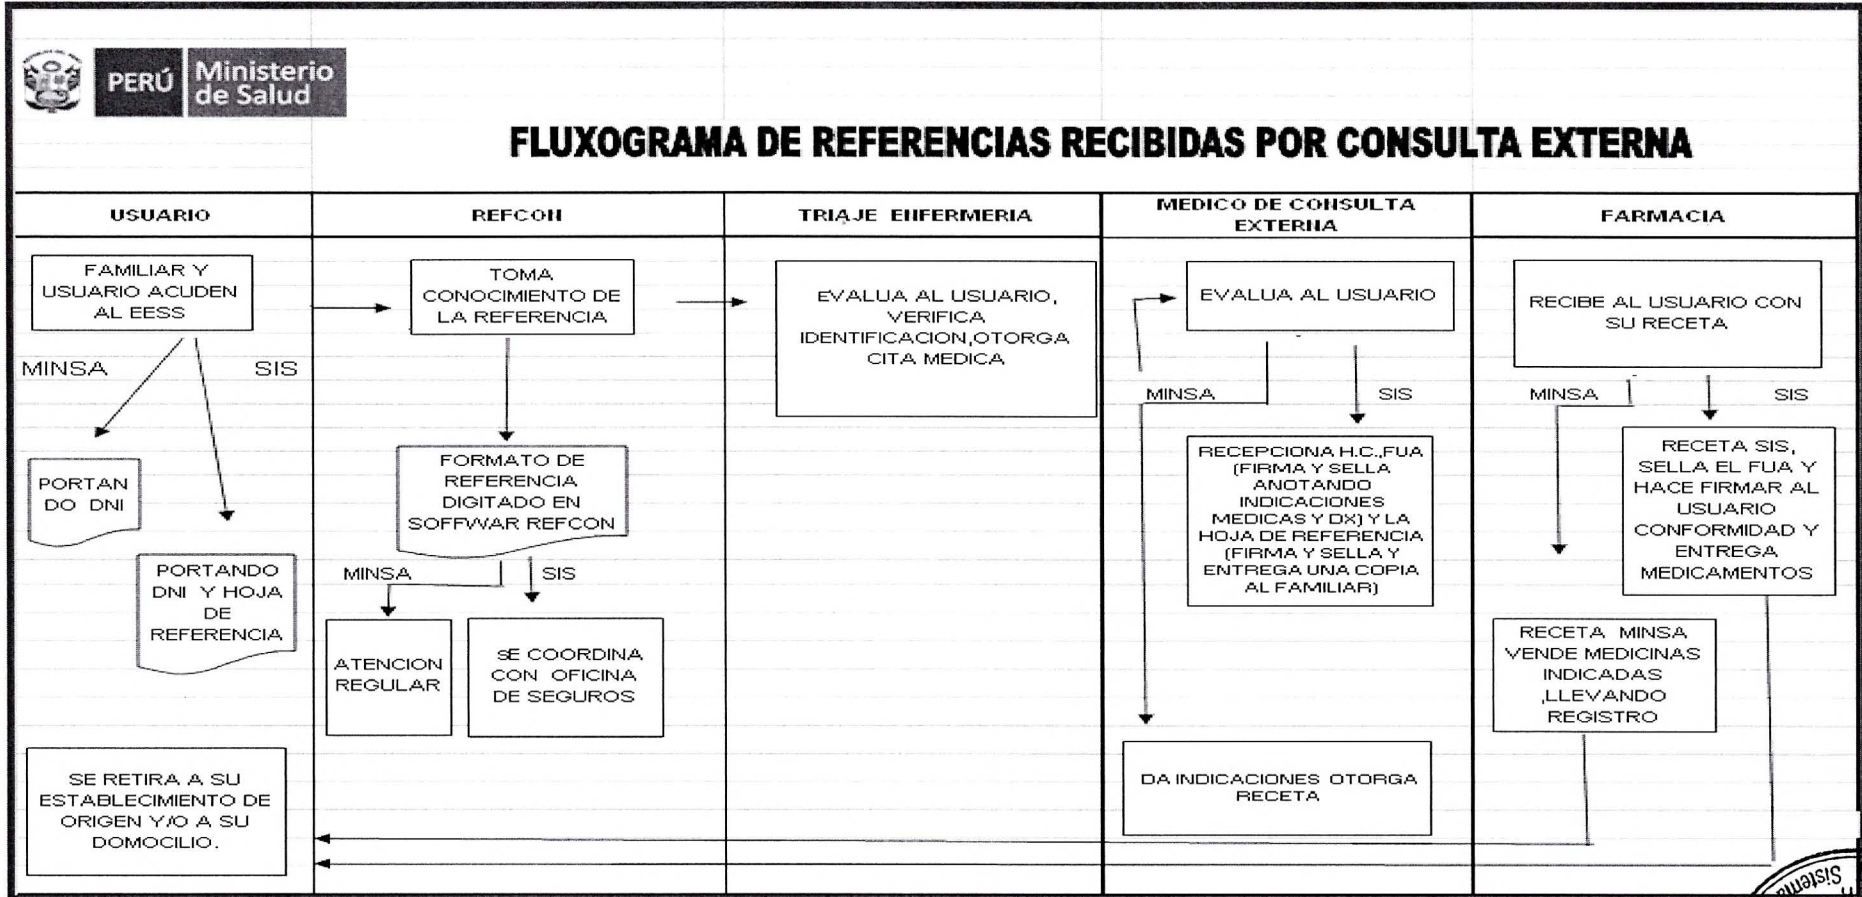 PERÚ
Ministerio
de Salud
FLUXOGRAMA DE REFERENCIAS RECIBIDAS POR CONSULTA EXTERNA
USUARIO
REFCON
TRIAJE ENFERMERIA
MEDICO DE CONSULTA
EXTERNA
FARMACIA
FAMILIAR Y
USUARIO ACUDEN
AL EESS
MINSA
SIS
PORTAN
DO DNI
PORTANDO
DNI Y HOJA
DE
REFERENCIA
SE RETIRA A SU
ESTABLECIMIENTO DE
ORIGEN Y/O A SU
DOMOCILIO.
TOMA
CONOCIMIENTO DE
LA REFERENCIA
FORMATO DE
REFERENCIA
DIGITADO EN
SOFFWAR REFCON
MINSA
SIS
ATENCION
REGULAR
SE COORDINA
CON OFICINA
DE SEGUROS
EVALUA AL USUARIO,
VERIFICA
IDENTIFICACION,OTORGA
CITA MEDICA
EVALUA AL USUARIO
MINSA
SIS
RECEPCIONA H.C.,FUA
(FIRMA Y SELLA
ANOTANDO
INDICACIONES
MEDICAS Y DX) Y LA
HOJA DE REFERENCIA
(FIRMA Y SELLA Y
ENTREGA UNA COPIA
AL FAMILIAR)
DA INDICACIONES OTORGA
RECETA
RECIBE AL USUARIO CON
SU RECETA
MINSA
SIS
RECETA SIS,
SELLA EL FUA Y
HACE FIRMAR AL
USUARIO
CONFORMIDAD Y
ENTREGA
MEDICAMENTOS
RECETA MINSA
VENDE MEDICINAS
INDICADAS
,LLEVANDO
REGISTRO
Sistema